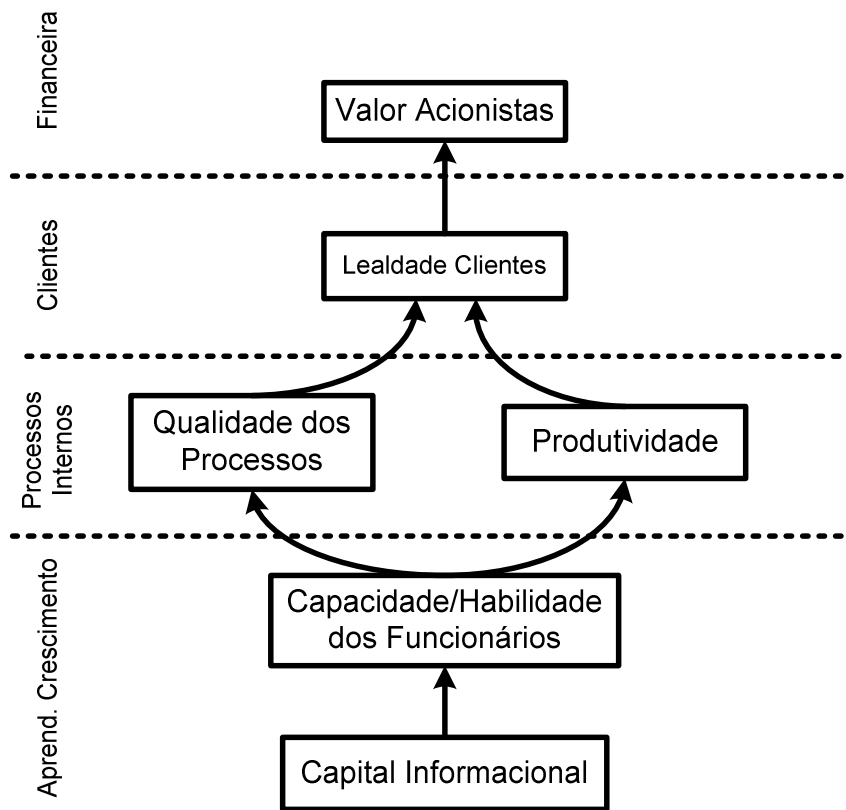 Financeira
Valor Acionistas
Clientes
Lealdade Clientes
Processos
Internos
Qualidade dos
Processos
Produtividade
Aprend. Crescimento
Capacidade/Habilidade
dos Funcionários
Capital Informacional